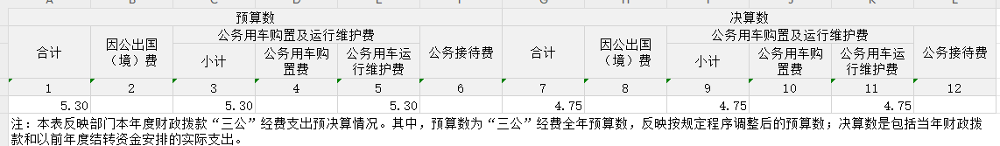 A B C D E F G H I J K L
预算数 决算数
合计 因公出国（境）费 公务用车购置及运行维护费 公务接待费 合计 因公出国（境）费 公务用车购置及运行维护费 公务接待费
小计 公务用车购置费 公务用车运行维护费 小计 公务用车购置费 公务用车运行维护费
1 2 3 4 5 6 7 8 9 10 11 12
5.30 5.30 5.30 4.75 4.75 4.75
注：本表反映部门本年度财政拨款“三公”经费支出预决算情况。其中，预算数为“三公”经费全年预算数，反映按规定程序调整后的预算数；决算数是包括当年财政拨
款和以前年度结转资金安排的实际支出。